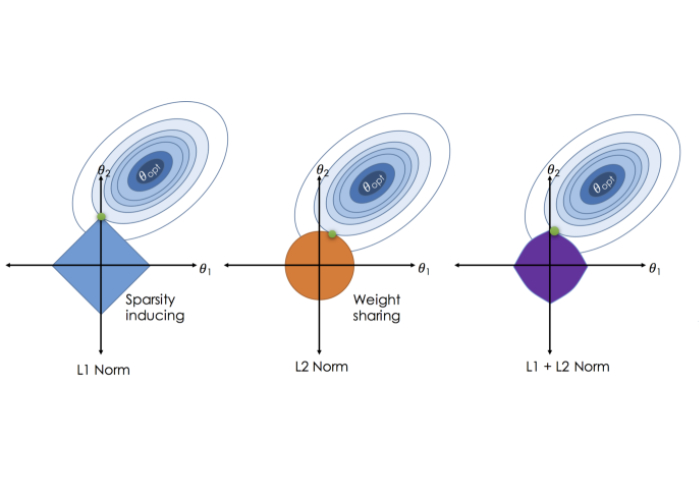 θ2
θopt
θ1
Sparsity
inducing
L1 Norm
θ2
θopt
θ1
Weight
sharing
L2 Norm
θ2
θopt
θ1
L1 + L2 Norm